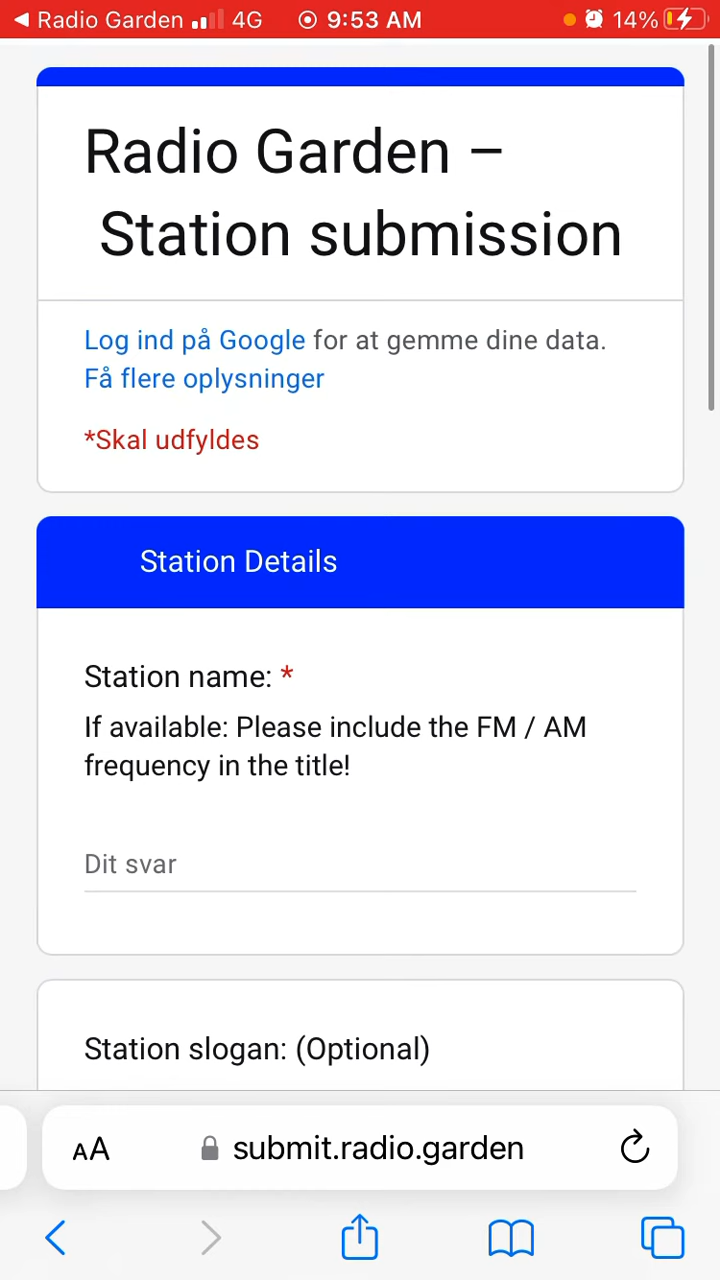 Radio Garden 4G 9:53 AM 14%
Radio Garden –
Station submission
Log ind på Google for at gemme dine data.
Få flere oplysninger
*Skal udfyldes
Station Details
Station name: *
If available: Please include the FM / AM
frequency in the title!
Dit svar
Station slogan: (Optional)
AA submit.radio.garden